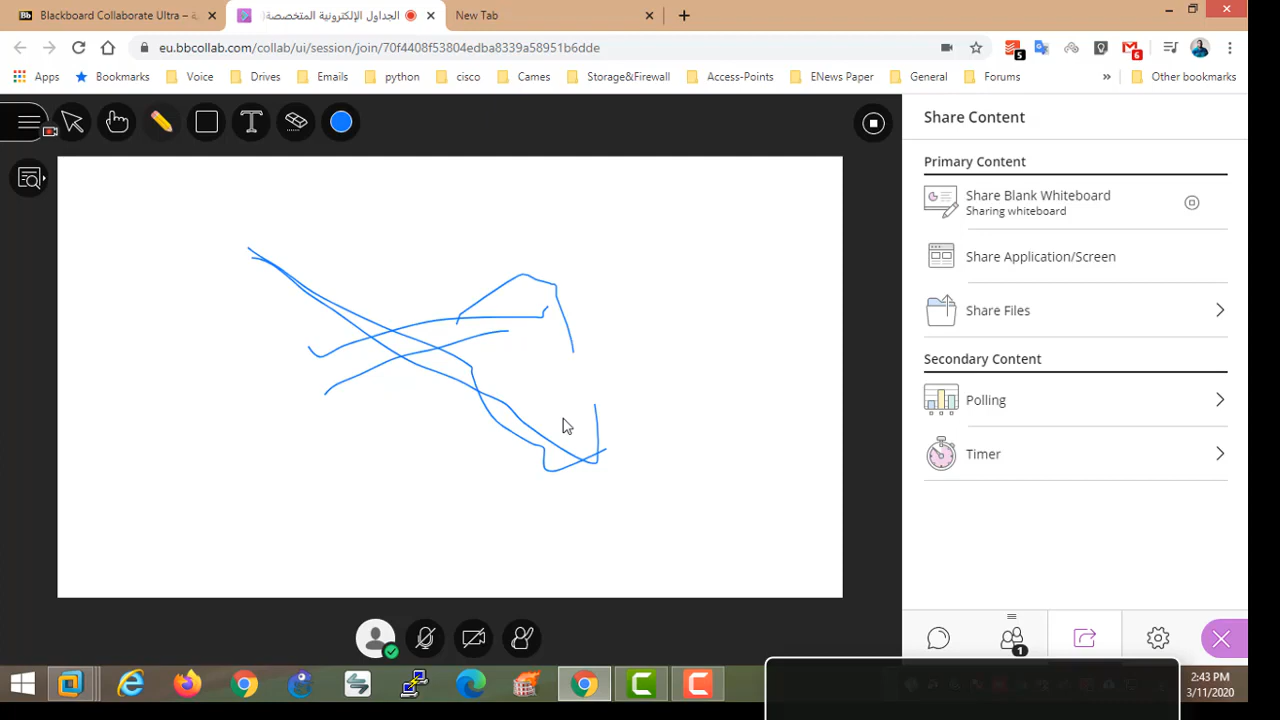 Blackboard Collaborate Ultra –
الجداول الإلكترونية المتخصصة
New Tab
eu.bbcollab.com/collab/ui/session/join/70f4408f53804edba8339a58951b6dde
5
6
Apps
Bookmarks
Voice
Drives
Emails
python
cisco
Cames
Storage&Firewall
Access-Points
ENews Paper
General
Forums
»
Other bookmarks
T
Share Content
Primary Content
Share Blank Whiteboard
Sharing whiteboard
Share Application/Screen
Share Files
Secondary Content
Polling
Timer
1
2:43 PM
3/11/2020